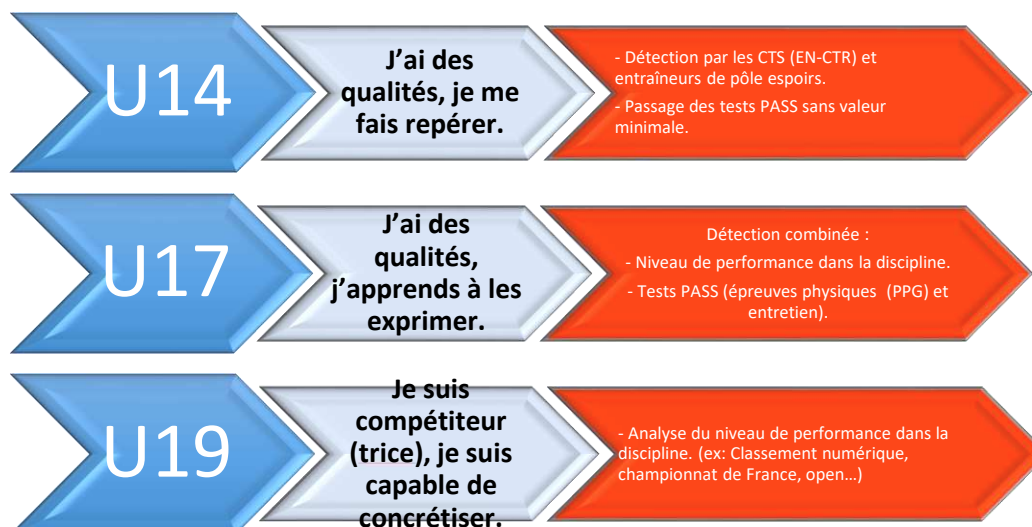 U14
J’ai des
qualités, je me
fais repérer.
- Détection par les CTS (EN-CTR) et
entraîneurs de pôle espoirs.
- Passage des tests PASS sans valeur
minimale.
U17
J’ai des
qualités,
j’apprends à les
exprimer.
Détection combinée :
- Niveau de performance dans la discipline.
- Tests PASS (épreuves physiques (PPG) et
entretien).
U19
Je suis
compétiteur
(trice), je suis
capable de
concrétiser.
- Analyse du niveau de performance dans la
discipline. (ex: Classement numérique,
championnat de France, open…)